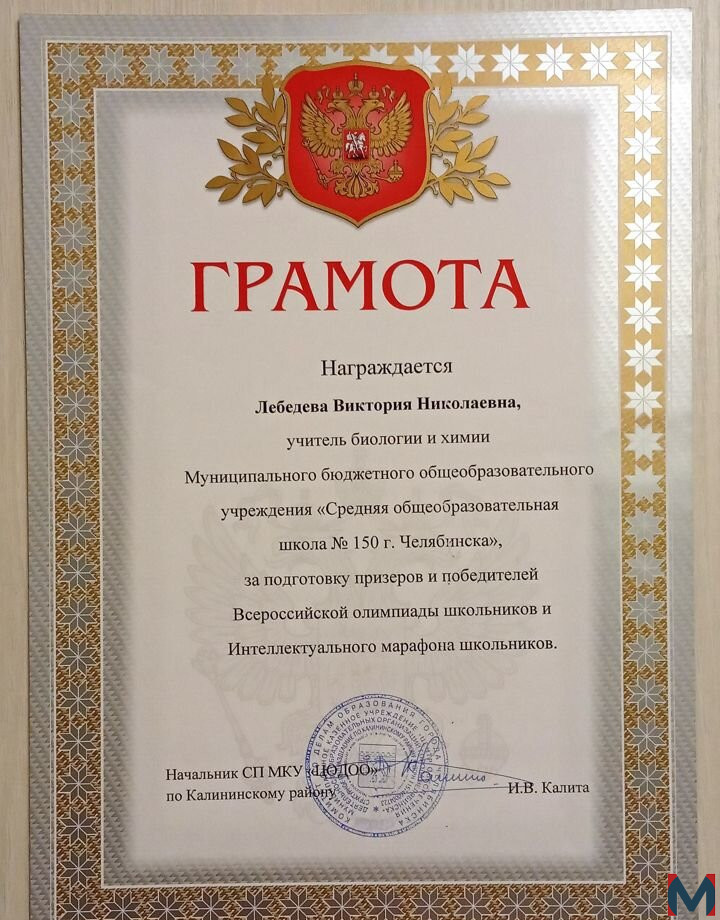 ГРАМОТА
Награждается
Лебедева Виктория Николаевна,
учитель биологии и химии
Муниципального бюджетного общеобразовательного
учреждения «Средняя общеобразовательная
школа № 150 г. Челябинска»,
за подготовку призеров и победителей
Всероссийской олимпиады школьников и
Интеллектуального марафона школьников.
Начальник СП МКУ «ЦОДОО»
по Калининскому району
И.В. Калита
М